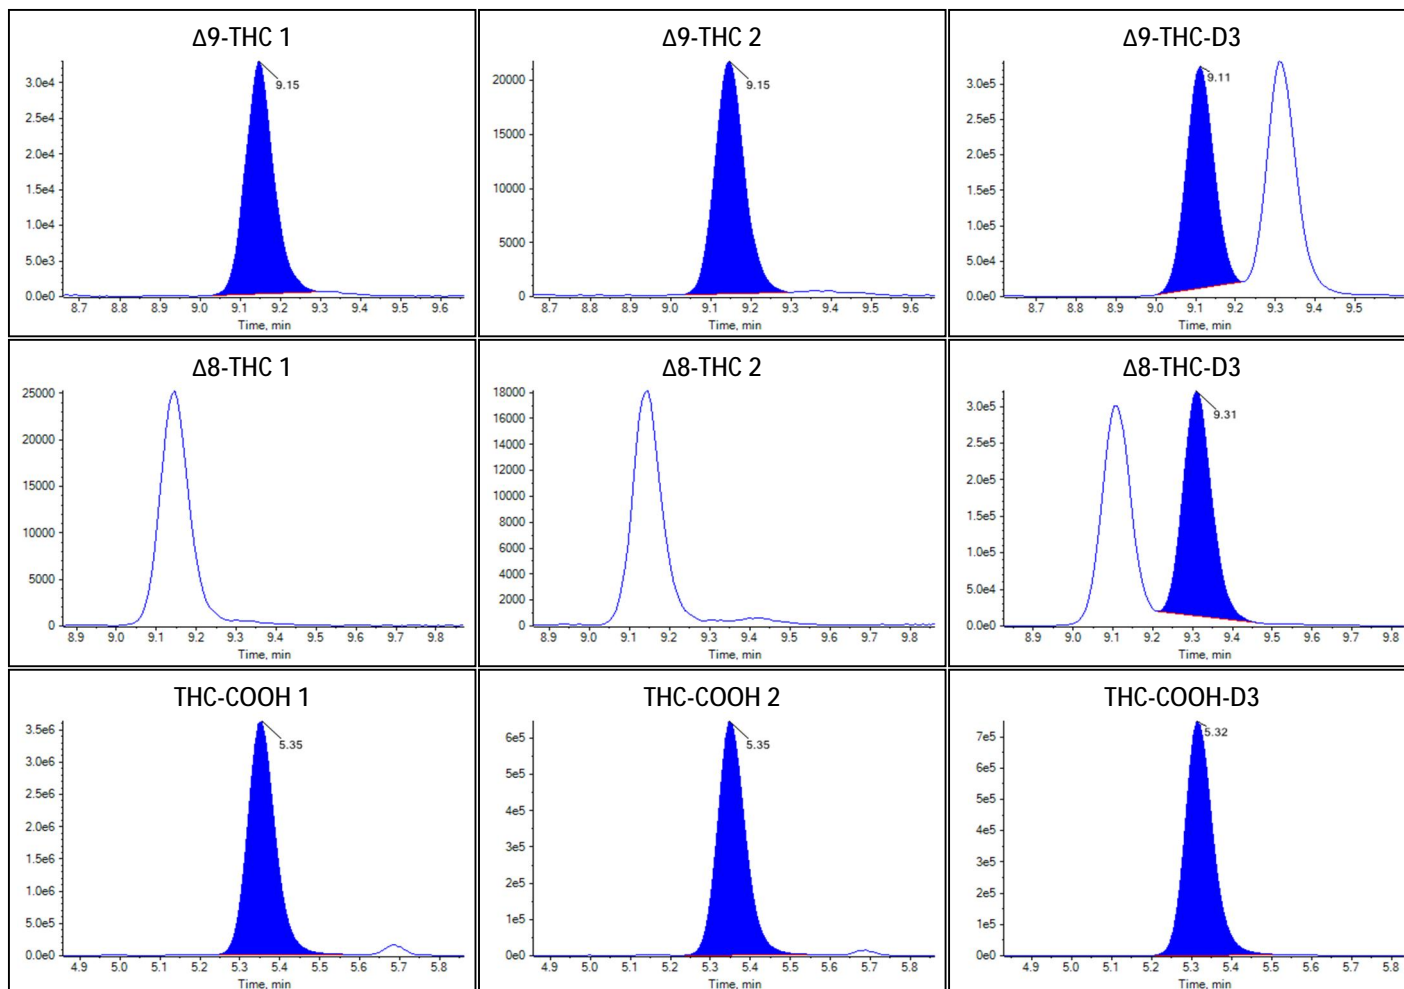 Δ9-THC 1
3.0e4
2.5e4
2.0e4
1.5e4
1.0e4
5.0e3
0.0e0
9.15
8.7 8.8 8.9 9.0 9.1 9.2 9.3 9.4 9.5 9.6
Time, min
Δ9-THC 2
20000
15000
10000
5000
0
9.15
8.7 8.8 8.9 9.0 9.1 9.2 9.3 9.4 9.5 9.6
Time, min
Δ9-THC-D3
3.0e5
2.5e5
2.0e5
1.5e5
1.0e5
5.0e4
0.0e0
9.11
8.7 8.8 8.9 9.0 9.1 9.2 9.3 9.4 9.5
Time, min
Δ8-THC 1
25000
20000
15000
10000
5000
0
8.9 9.0 9.1 9.2 9.3 9.4 9.5 9.6 9.7 9.8
Time, min
Δ8-THC 2
18000
16000
14000
12000
10000
8000
6000
4000
2000
0
8.9 9.0 9.1 9.2 9.3 9.4 9.5 9.6 9.7 9.8
Time, min
Δ8-THC-D3
3.0e5
2.5e5
2.0e5
1.5e5
1.0e5
5.0e4
0.0e0
9.31
8.9 9.0 9.1 9.2 9.3 9.4 9.5 9.6 9.7 9.8
Time, min
THC-COOH 1
3.5e6
3.0e6
2.5e6
2.0e6
1.5e6
1.0e6
5.0e5
0.0e0
5.35
4.9 5.0 5.1 5.2 5.3 5.4 5.5 5.6 5.7 5.8
Time, min
THC-COOH 2
6e5
5e5
4e5
3e5
2e5
1e5
0e0
5.35
4.9 5.0 5.1 5.2 5.3 5.4 5.5 5.6 5.7 5.8
Time, min
THC-COOH-D3
7e5
6e5
5e5
4e5
3e5
2e5
1e5
0e0
5.32
4.9 5.0 5.1 5.2 5.3 5.4 5.5 5.6 5.7 5.8
Time, min